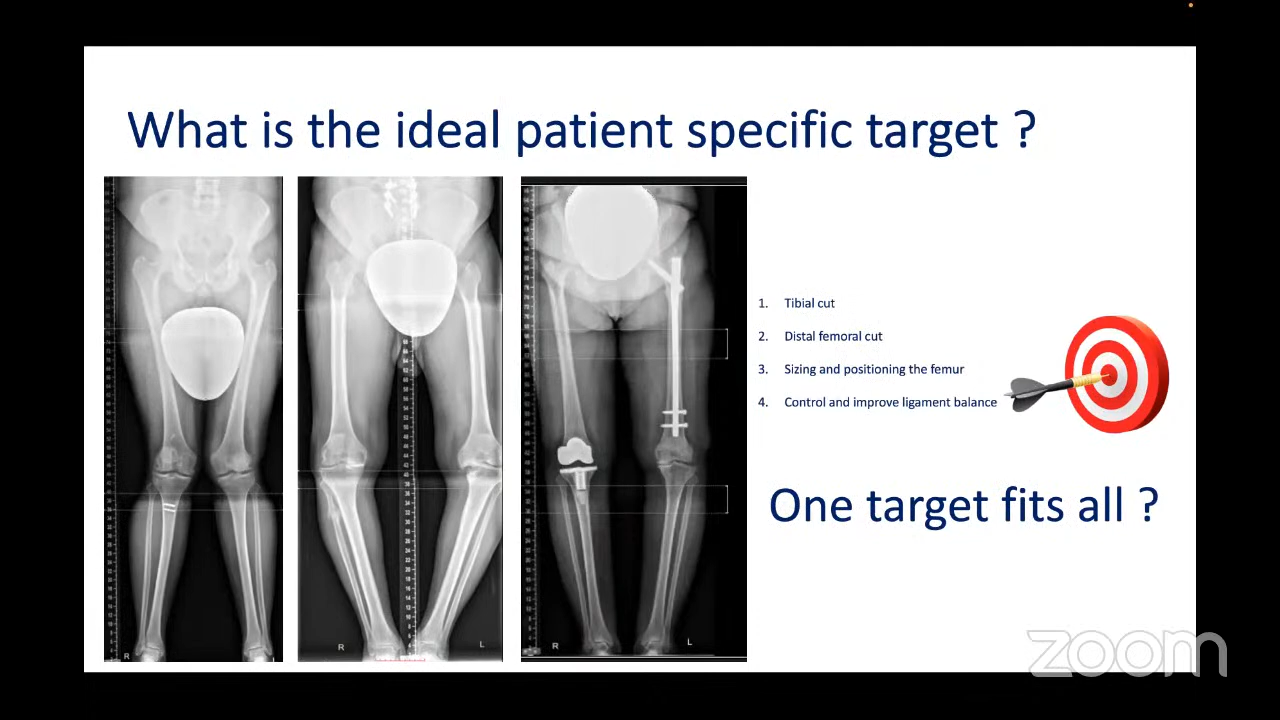 What is the ideal patient specific target ?
1. Tibial cut
2. Distal femoral cut
3. Sizing and positioning the femur
4. Control and improve ligament balance
One target fits all ?
R
R
L
R
L
zoom